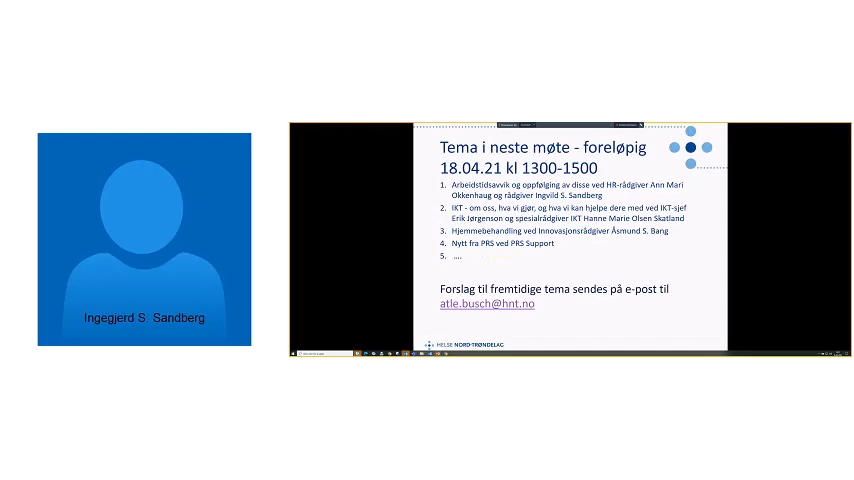 Ingegjerd S. Sandberg
Tema i neste møte - foreløpig
18.04.21 kl 1300-1500
1. Arbeidstidsavvik og oppfølging av disse ved HR-rådgiver Ann Mari
Okkenhaug og rådgiver Ingvild S. Sandberg
2. IKT - om oss, hva vi gjør, og hva vi kan hjelpe dere med ved IKT-sjef
Erik Jørgenson og spesialrådgiver IKT Hanne Marie Olsen Skatland
3. Hjemmebehandling ved Innovasjonsrådgiver Åsmund S. Bang
4. Nytt fra PRS ved PRS Support
5. ....
Forslag til fremtidige tema sendes på e-post til
atle.busch@hnt.no
HELSE NORD-TRØNDELAG